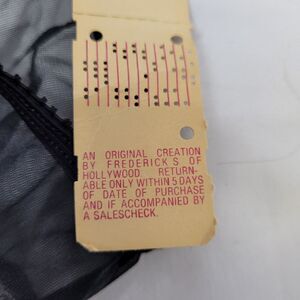 AN ORIGINAL CREATION
BY FREDERICK'S OF
HOLLYWOOD. RETURN-
ABLE ONLY WITHIN 5 DAYS
OF DATE OF PURCHASE
AND IF ACCOMPANIED BY
A SALESCHECK.